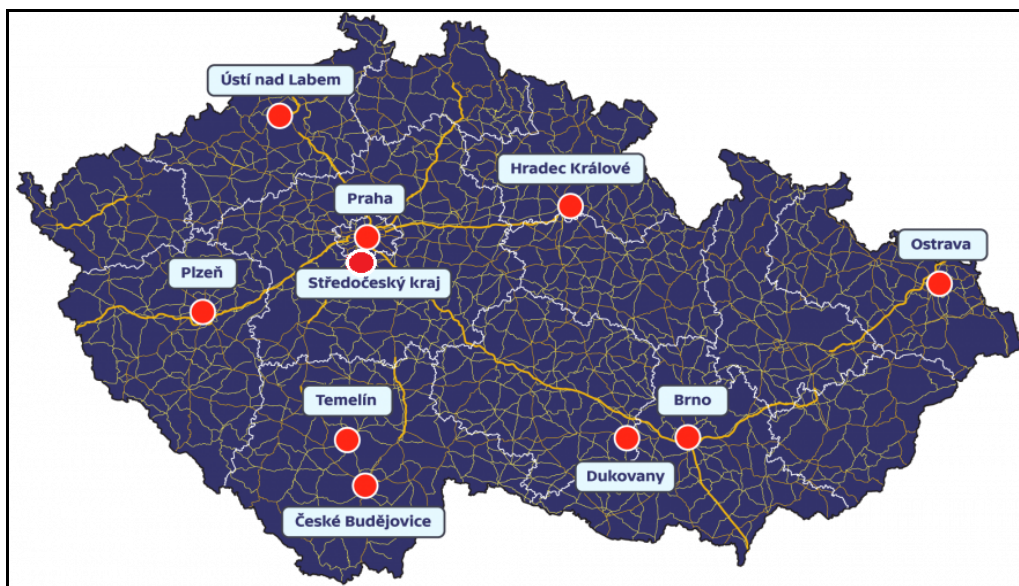 Ústí nad Labem
Hradec Králové
Praha
Ostrava
Plzeň
Středočeský kraj
Temelín
Brno
Dukovany
České Budějovice